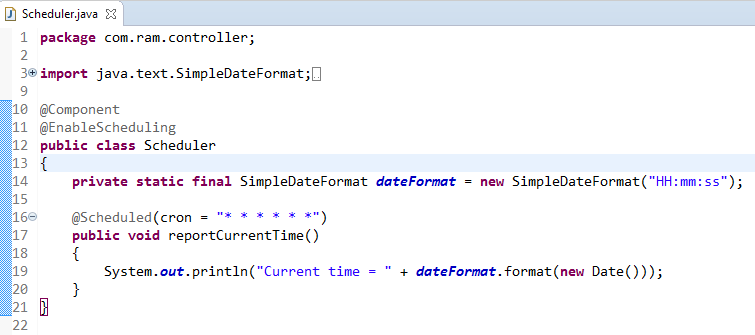 Scheduler.java
1 package com.ram.controller;
2
3 import java.text.SimpleDateFormat;
9
10 @Component
11 @EnableScheduling
12 public class Scheduler
13 {
14 private static final SimpleDateFormat dateFormat = new SimpleDateFormat("HH:mm:ss");
15
16 @Scheduled(cron = "* * * * * *")
17 public void reportCurrentTime()
18 {
19 System.out.println("Current time = " + dateFormat.format(new Date()));
20 }
21 }
22